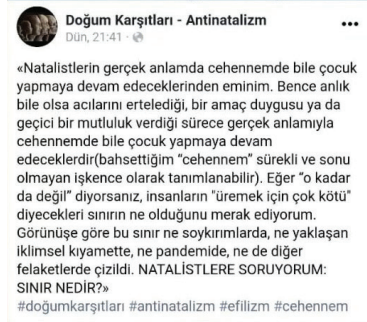 Doğum Karşıtları - Antinatalizm
Dün, 21:41 ·
«Natalistlerin gerçek anlamda cehennemde bile çocuk
yapmaya devam edeceklerinden eminim. Bence anlık
bile olsa acılarını ertelediği, bir amaç duygusu ya da
geçici bir mutluluk verdiği sürece gerçek anlamıyla
cehennemde bile çocuk yapmaya devam
edeceklerdir(bahsettiğim “cehennem” sürekli ve sonu
olmayan işkence olarak tanımlanabilir). Eğer “o kadar
da değil” diyorsanız, insanların "üremek için çok kötü"
diyecekleri sınırın ne olduğunu merak ediyorum.
Görünüşe göre bu sınır ne soykırımlarda, ne yaklaşan
iklimsel kıyamette, ne pandemide, ne de diğer
felaketlerde çizildi. NATALİSTLERE SORUYORUM:
SINIR NEDİR?»
#doğumkarşıtları #antinatalizm #efilizm #cehennem